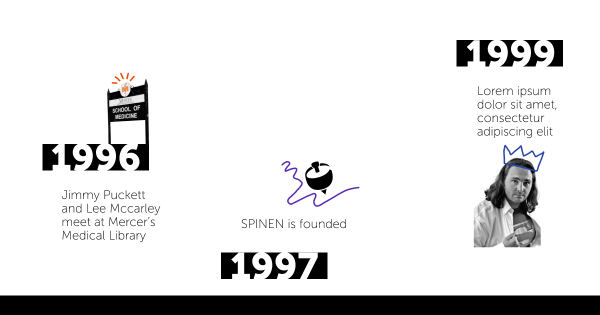 SCHOOL OF
MEDICINE
1996
Jimmy Puckett
and Lee Mccarley
meet at Mercer's
Medical Library
SPINEN is founded
1997
1999
Lorem ipsum
dolor sit amet,
consectetur
adipiscing elit